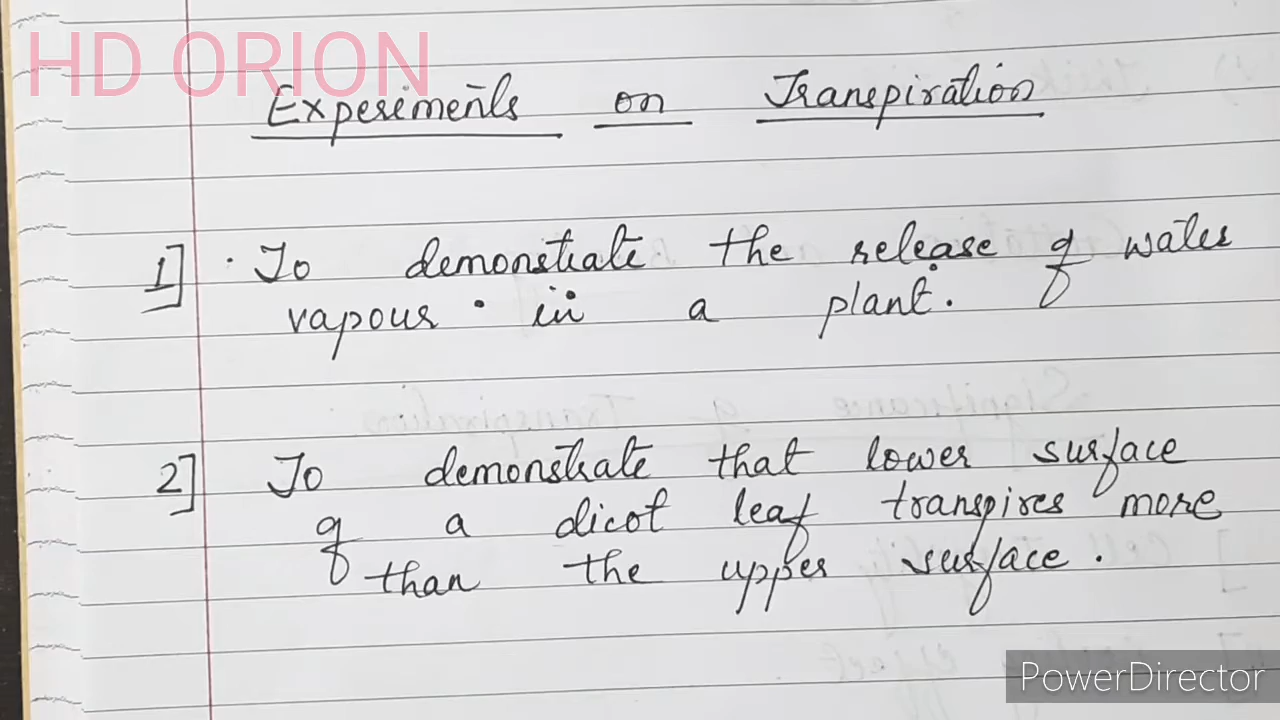 HD ORION
Experiments on Transpiration
1] To demonstrate the release of water
vapour in a plant.
2] To demonstrate that lower surface
of a dicot leaf transpires more
than the upper surface.
PowerDirector